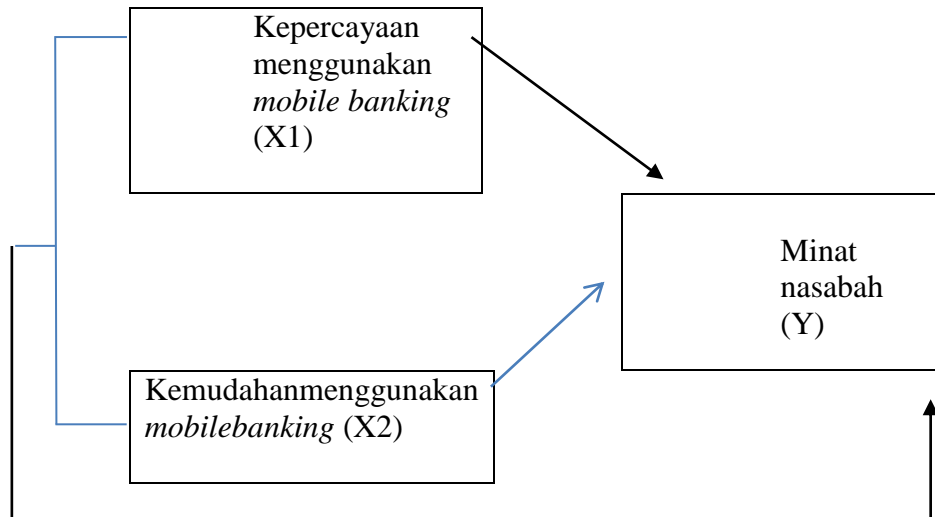 Kepercayaan
menggunakan
mobile banking
(X1)
Minat
nasabah
(Y)
Kemudahanmenggunakan
mobilebanking (X2)